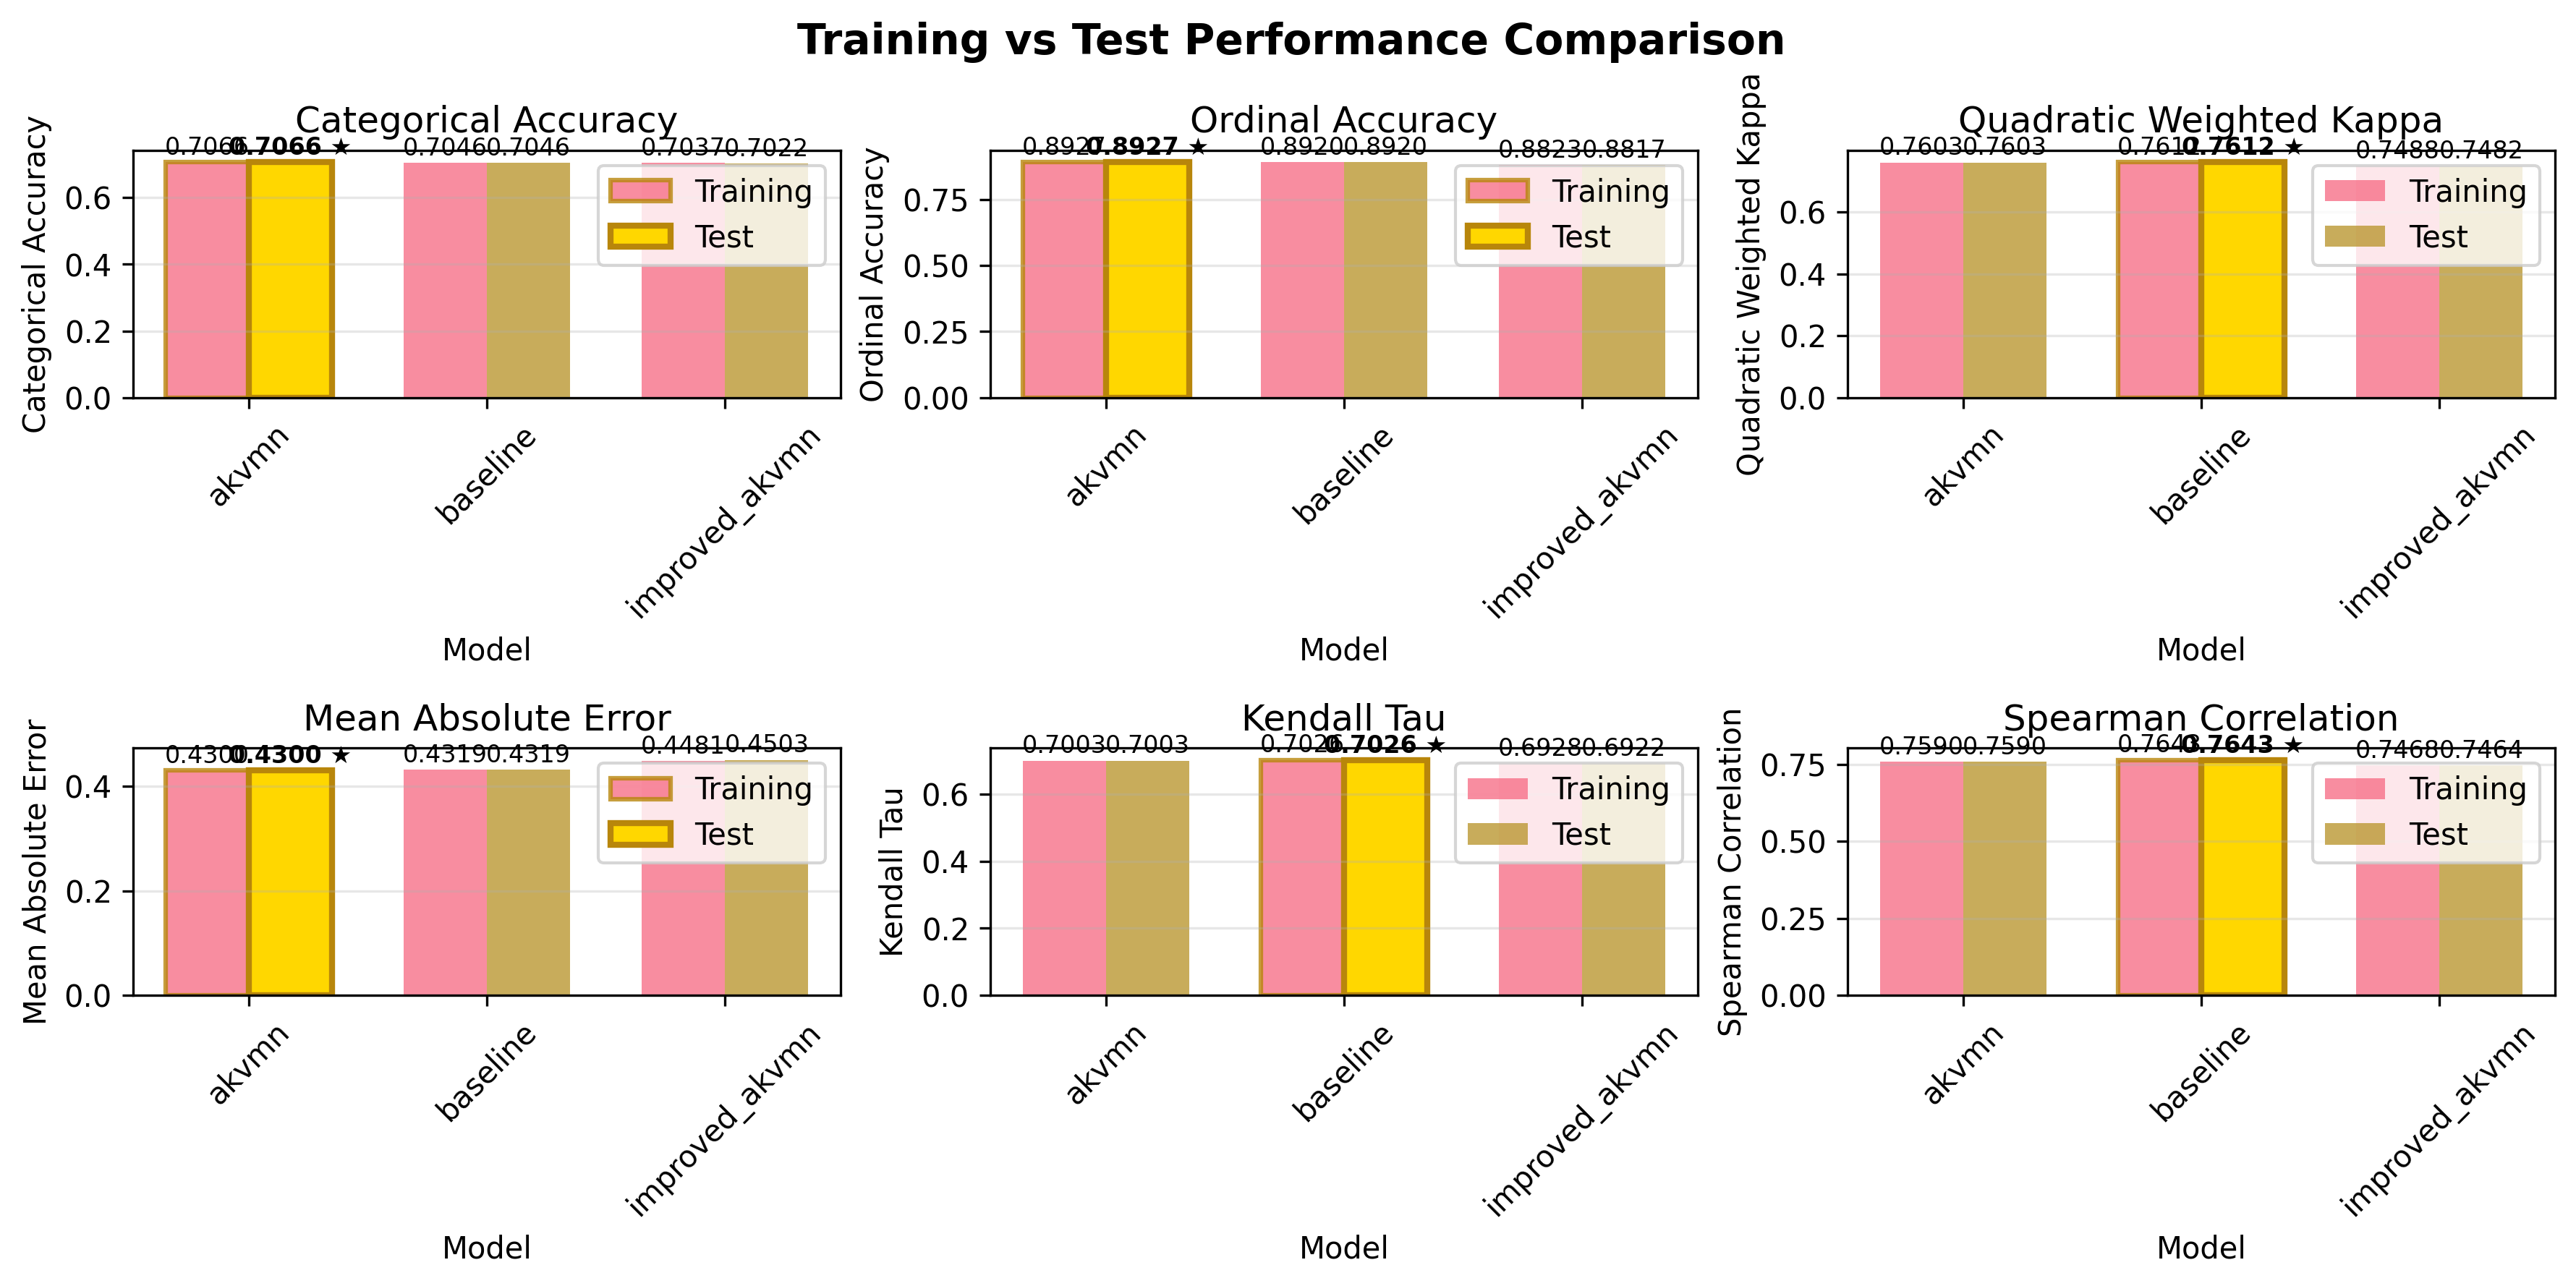 Training vs Test Performance Comparison
Categorical Accuracy
0.7066 0.7066 ★ 0.7046 0.7046 0.7037 0.7022
Categorical Accuracy
0.6
0.4
0.2
0.0
Training
Test
akvmn
baseline
improved_akvmn
Model
Ordinal Accuracy
0.8927 0.8927 ★ 0.8920 0.8920 0.8823 0.8817
Ordinal Accuracy
0.75
0.50
0.25
0.00
Training
Test
akvmn
baseline
improved_akvmn
Model
Quadratic Weighted Kappa
0.7603 0.7603 0.7612 0.7612 ★ 0.7488 0.7482
Quadratic Weighted Kappa
0.6
0.4
0.2
0.0
Training
Test
akvmn
baseline
improved_akvmn
Model
Mean Absolute Error
0.4300 0.4300 ★ 0.4319 0.4319 0.4481 0.4503
Mean Absolute Error
0.4
0.2
0.0
Training
Test
akvmn
baseline
improved_akvmn
Model
Kendall Tau
0.7003 0.7003 0.7026 0.7026 ★ 0.6928 0.6922
Kendall Tau
0.6
0.4
0.2
0.0
Training
Test
akvmn
baseline
improved_akvmn
Model
Spearman Correlation
0.7590 0.7590 0.7643 0.7643 ★ 0.7468 0.7464
Spearman Correlation
0.75
0.50
0.25
0.00
Training
Test
akvmn
baseline
improved_akvmn
Model